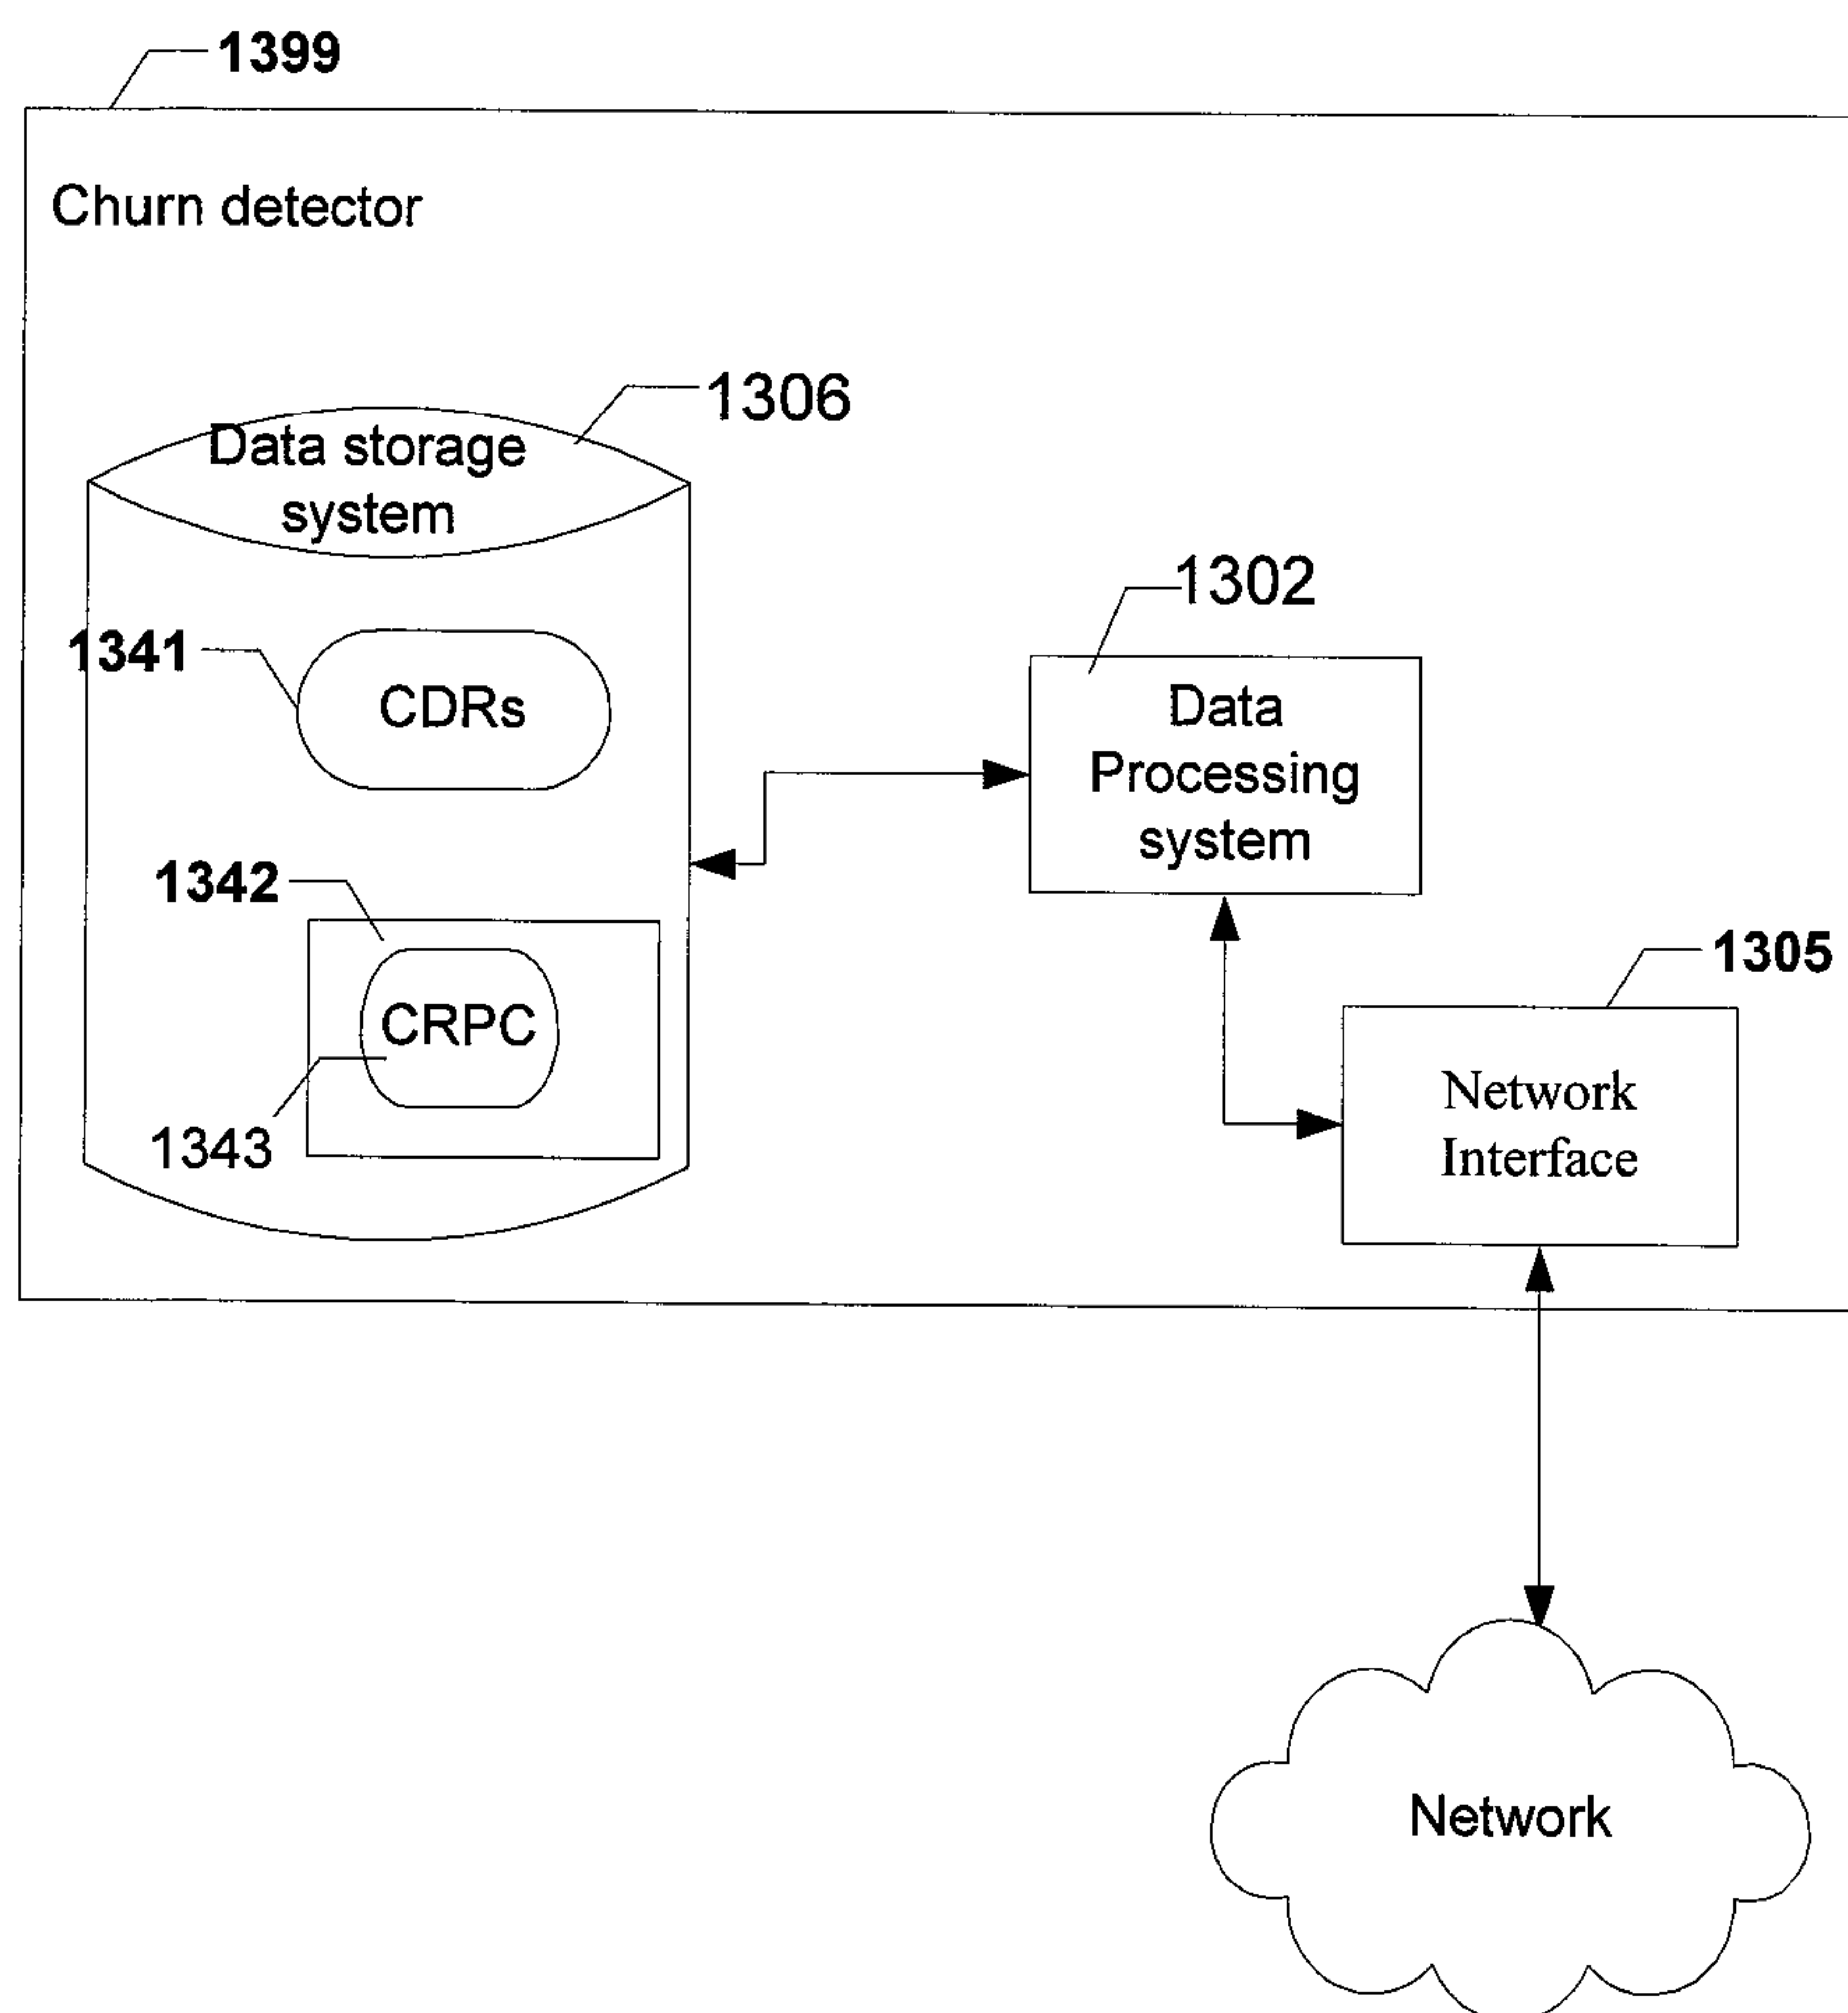 1399
Churn detector
1306
Data storage
system
1302
1341
CDRs
Data
Processing
system
1342
1305
CRPC
Network
Interface
1343
Network